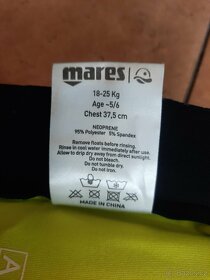 mares
18-25 Kg
Age ~5/6
Chest 37,5 cm
NEOPRENE
95% Polyester 5% Spandex
Remove floats before rinsing.
Rinse in cool water immediately after use.
Allow to drip dry away from direct sunlight.
Do not bleach.
Do not tumble dry.
Do not iron.
MADE IN CHINA